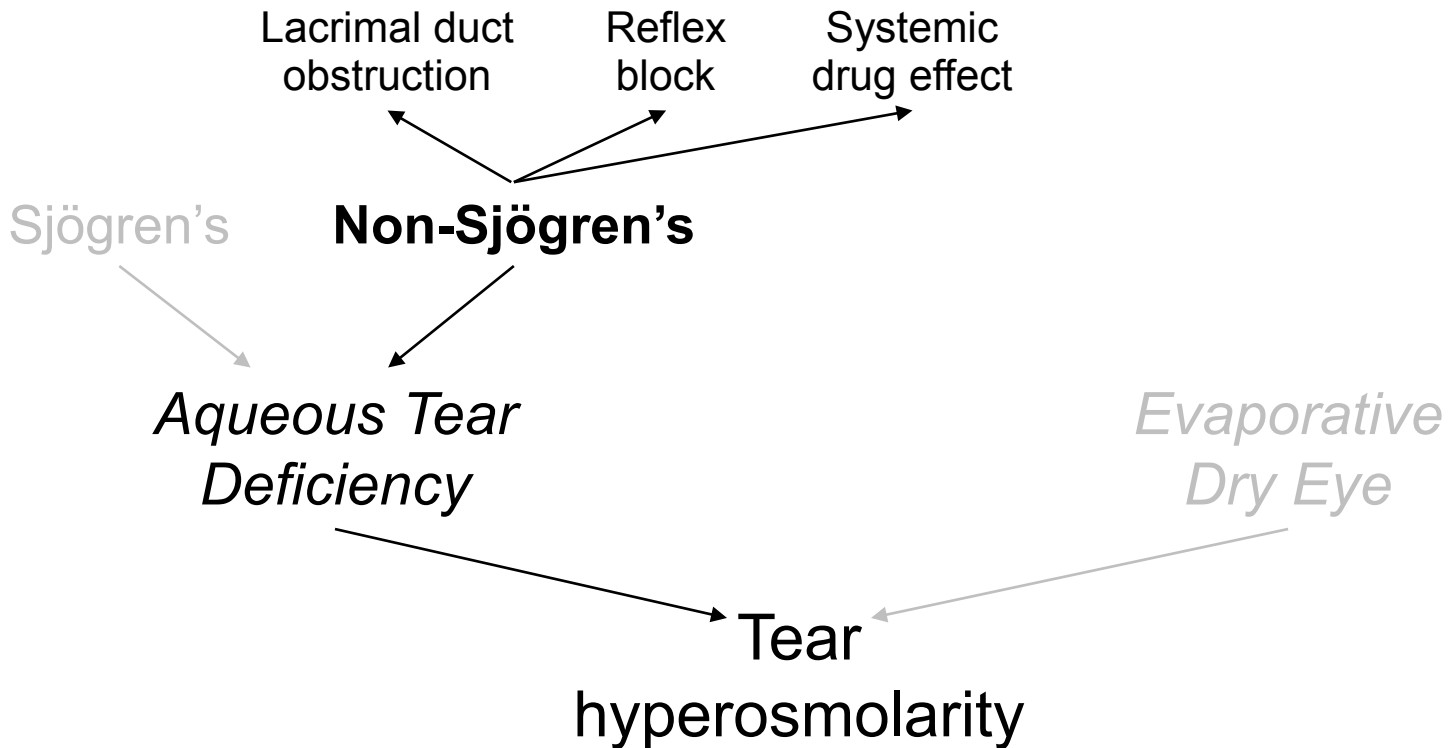 Lacrimal duct
obstruction
Reflex
block
Systemic
drug effect
Sjögren’s
Non-Sjögren’s
Aqueous Tear
Deficiency
Evaporative
Dry Eye
Tear
hyperosmolarity